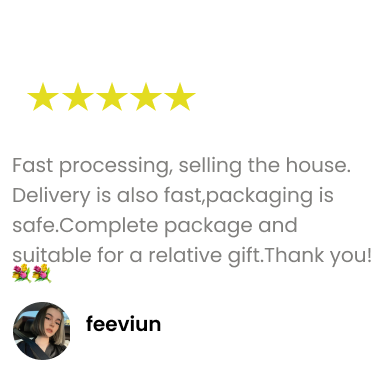 Fast processing, selling the house.
Delivery is also fast,packaging is
safe.Complete package and
suitable for a relative gift.Thank you!
💐💐
feeviun